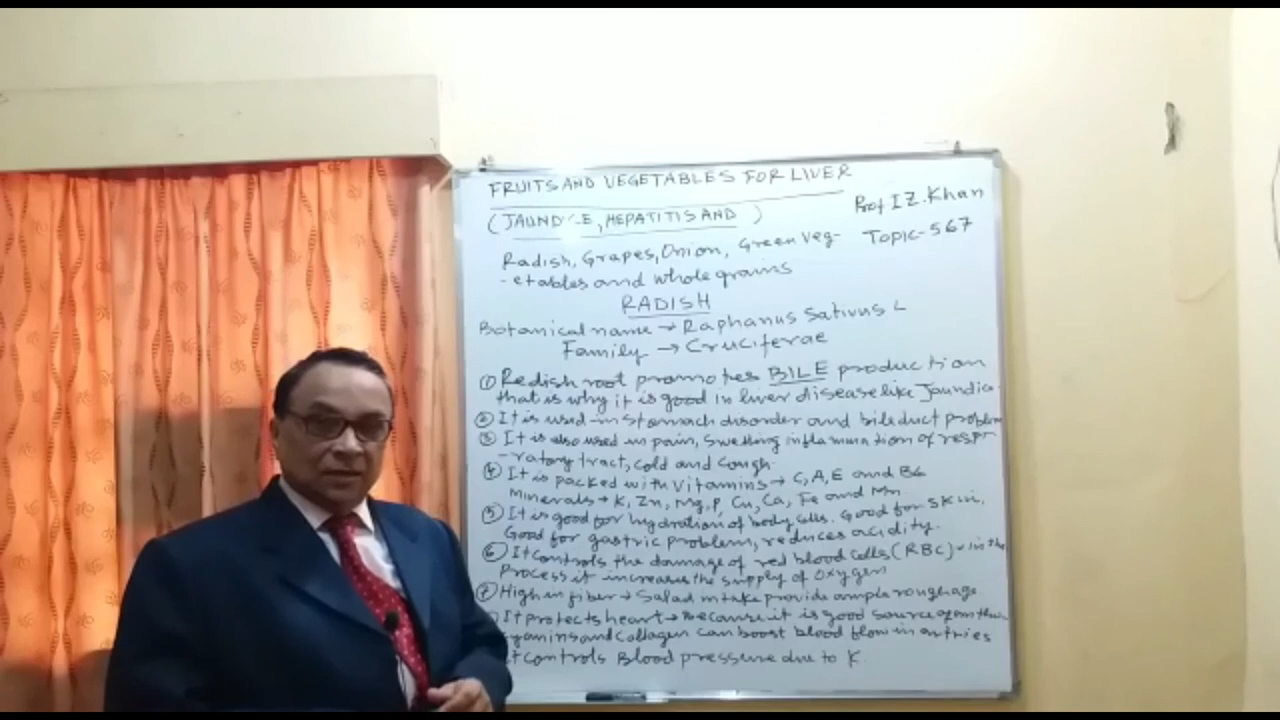 FRUITS AND VEGETABLES FOR LIVER
(JAUND E, HEPATITIS AND )
Prof I Z. Khan
Topic-567
Radish, Grapes, Onion, Green Veg-
-etables and whole grains
RADISH
Botanical name → Raphanus Sativus L
Family → Cruciferae
① Redish root promotes BILE production
that is why it is good in liver disease like Jaundic
② It is used in stomach disorder and bileduct problem
③ It is also used in pain, swelling inflammation of respi-
-ratory tract, cold and cough.
④ It is packed with Vitamins → C, A, E and B6
Minerals → K, Zn, Mg, P, Cu, Ca, Fe and Mn
⑤ It is good for hydration of body cells. Good for skin.
Good for gastric problem, reduces acidity.
⑥ It controls the damage of red blood cells (RBC) in the
process it increases the supply of oxygen
⑦ High in fiber → Salad intake provide ample roughage.
It protects heart → because it is good source of antho-
cyanins and collagen can boost blood flow in artries
It controls Blood pressure due to K.